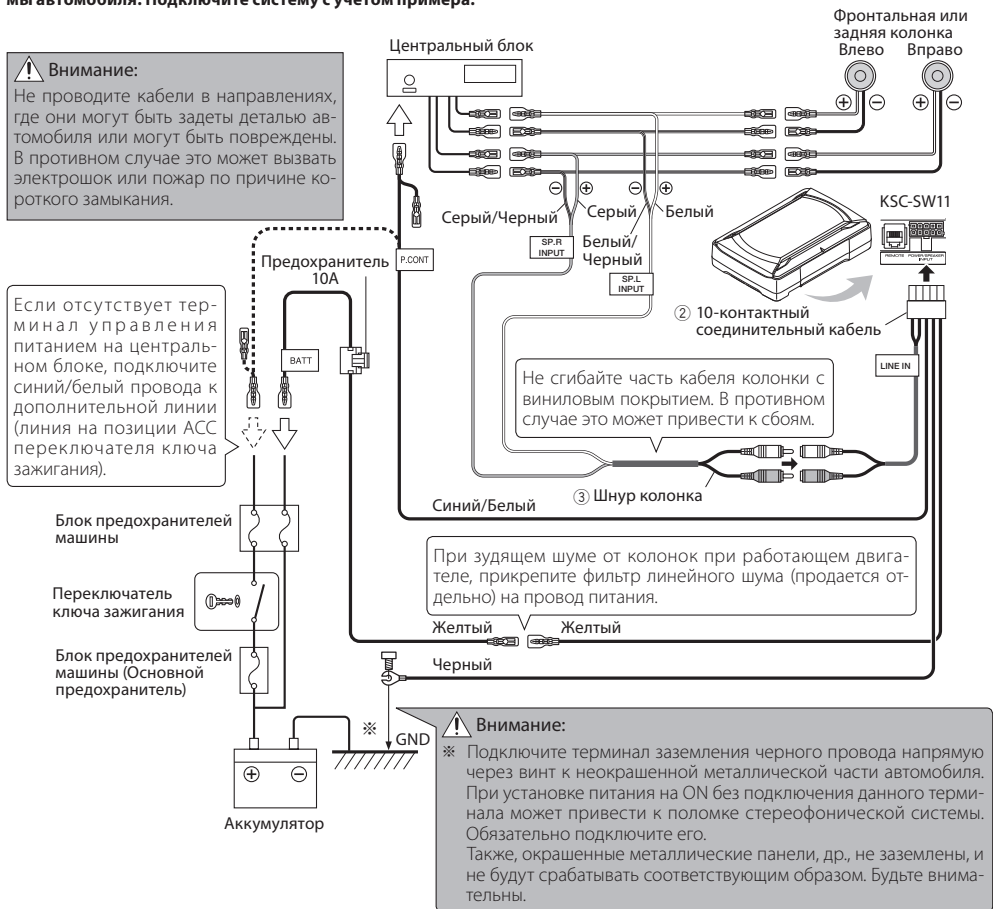 мы автомобиля. Подключите систему с учетом примера.
Фронтальная или
задняя колонка
Влево Вправо
Центральный блок
Внимание:
Не проводите кабели в направлениях,
где они могут быть задеты деталью ав-
томобиля или могут быть повреждены.
В противном случае это может вызвать
электрошок или пожар по причине ко-
роткого замыкания.
Серый/Черный
Серый
Белый/
Черный
Белый
SP.R
INPUT
SP.L
INPUT
KSC-SW11
REMOTE POWER/SPEAKER
INPUT
Предохранитель
10A
P.CONT
② 10-контактный
соединительный кабель
LINE IN
Если отсутствует тер-
минал управления
питанием на централь-
ном блоке, подключите
синий/белый провода к
дополнительной линии
(линия на позиции ACC
переключателя ключа
зажигания).
BATT
Не сгибайте часть кабеля колонки с
виниловым покрытием. В противном
случае это может привести к сбоям.
③ Шнур колонка
Синий/Белый
Блок предохранителей
машины
При зудящем шуме от колонок при работающем двига-
теле, прикрепите фильтр линейного шума (продается от-
дельно) на провод питания.
Переключатель
ключа зажигания
Желтый Желтый
Блок предохранителей
машины (Основной
предохранитель)
Черный
※ GND
Аккумулятор
Внимание:
※ Подключите терминал заземления черного провода напрямую
через винт к неокрашенной металлической части автомобиля.
При установке питания на ON без подключения данного терми-
нала может привести к поломке стереофонической системы.
Обязательно подключите его.
Также, окрашенные металлические панели, др., не заземлены, и
не будут срабатывать соответствующим образом. Будьте внима-
тельны.